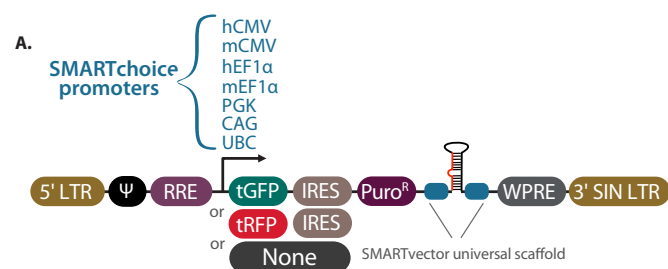 A.
SMARTchoice
promoters
hCMV
mCMV
hEF1α
mEF1α
PGK
CAG
UBC
5' LTR Ψ RRE tGFP IRES Puroᴿ WPRE 3' SIN LTR
or tRFP IRES
or None
SMARTvector universal scaffold